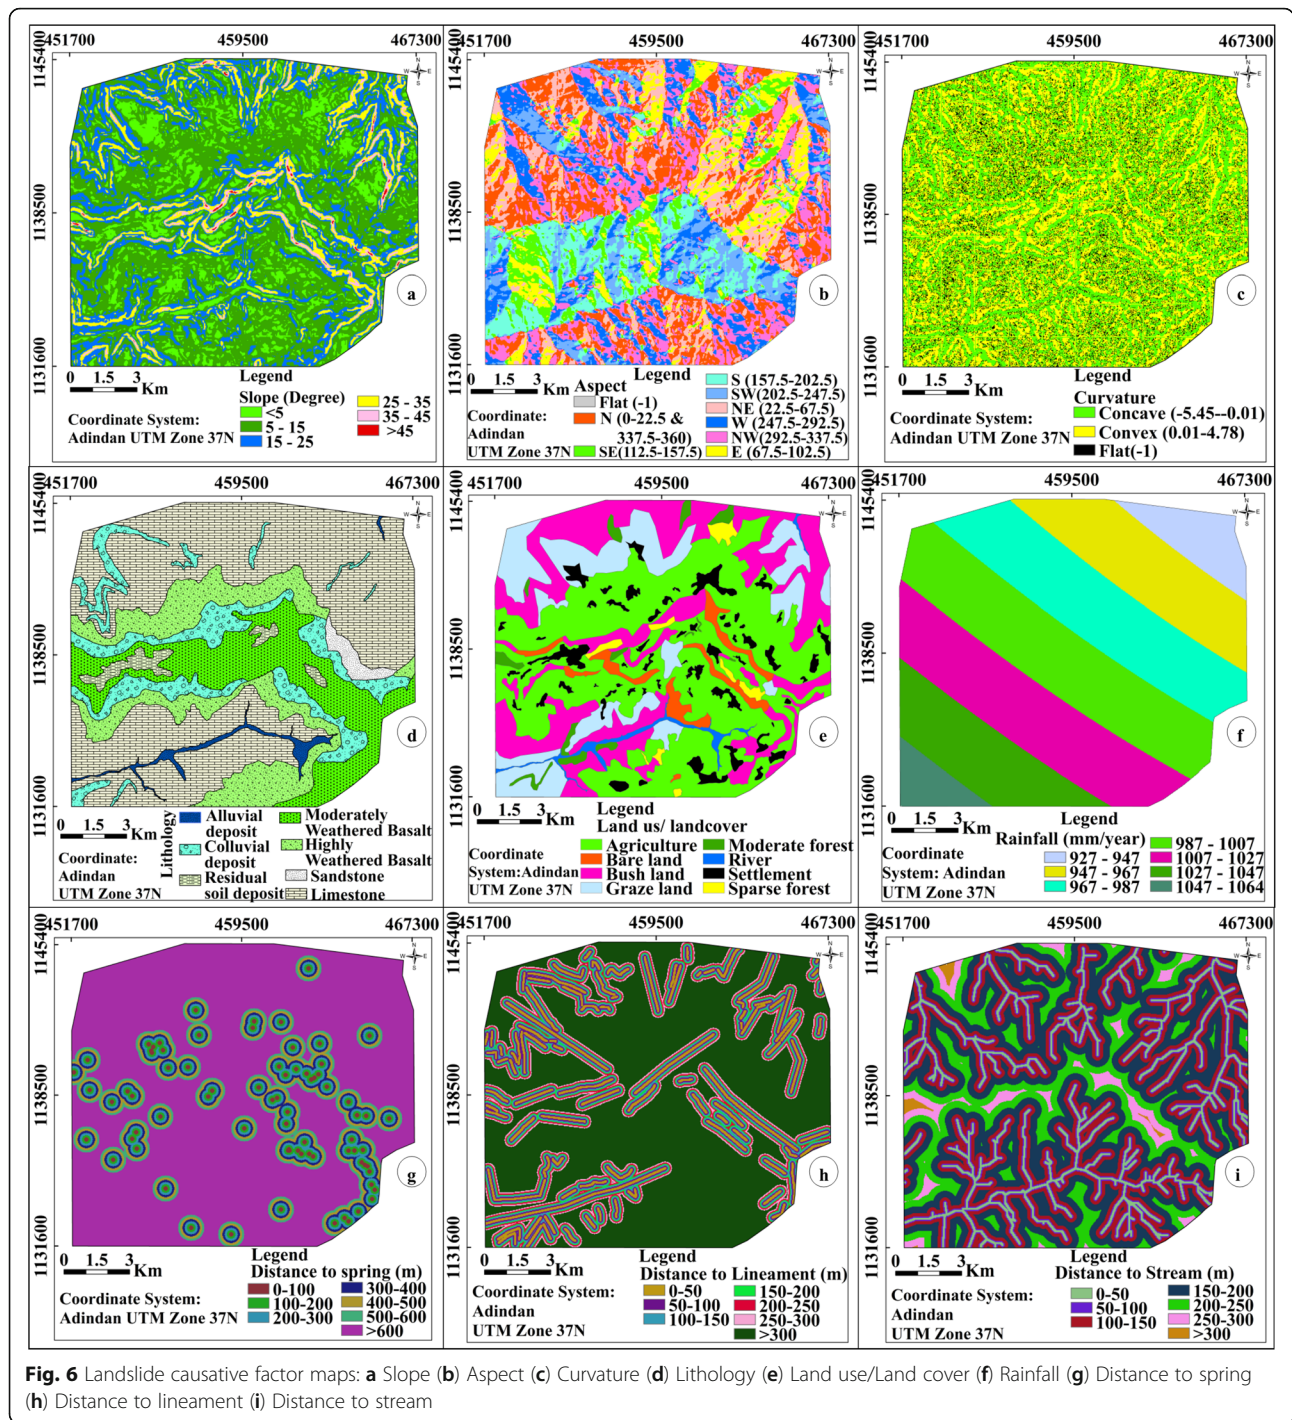 451700 459500 467300
1145400
1138500
1131600
N
W E
S
a
0 1.5 3
Km
Coordinate System:
Adindan UTM Zone 37N
Legend
Slope (Degree)
<5
5 - 15
15 - 25
25 - 35
35 - 45
>45
451700 459500 467300
1145400
1138500
1131600
N
W E
S
b
0 1.5 3
Km
Coordinate:
Adindan
UTM Zone 37N
Legend
Aspect
Flat (-1)
N (0-22.5 &
337.5-360)
SE(112.5-157.5)
S (157.5-202.5)
SW(202.5-247.5)
NE (22.5-67.5)
W (247.5-292.5)
NW(292.5-337.5)
E (67.5-102.5)
451700 459500 467300
1145400
1138500
1131600
N
W E
S
c
0 1.5 3
Km
Coordinate System:
Adindan UTM Zone 37N
Legend
Curvature
Concave (-5.45--0.01)
Convex (0.01-4.78)
Flat(-1)
451700 459500 467300
1145400
1138500
1131600
N
W E
S
d
0 1.5 3
Km
Coordinate:
Adindan
UTM Zone 37N
Legend
Lithology
Alluvial
deposit
Colluvial
deposit
Residual
soil deposit
Moderately
Weathered Basalt
Highly
Weathered Basalt
Sandstone
Limestone
451700 459500 467300
1145400
1138500
1131600
N
W E
S
e
0 1.5 3
Km
Coordinate
System:Adindan
UTM Zone 37N
Legend
Land us/ landcover
Agriculture
Bare land
Bush land
Graze land
Moderate forest
River
Settlement
Sparse forest
451700 459500 467300
1145400
1138500
1131600
N
W E
S
f
0 1.5 3
Km
Coordinate
System: Adindan
UTM Zone 37N
Legend
Rainfall (mm/year)
927 - 947
947 - 967
967 - 987
987 - 1007
1007 - 1027
1027 - 1047
1047 - 1064
451700 459500 467300
1145400
1138500
1131600
N
W E
S
g
0 1.5 3
Km
Coordinate System:
Adindan UTM Zone 37N
Legend
Distance to spring (m)
0-100
100-200
200-300
300-400
400-500
500-600
>600
451700 459500 467300
1145400
1138500
1131600
N
W E
S
h
0 1.5 3
Km
Coordinate System:
Adindan
UTM Zone 37N
Legend
Distance to Lineament (m)
0-50
50-100
100-150
150-200
200-250
250-300
>300
451700 459500 467300
1145400
1138500
1131600
N
W E
S
i
0 1.5 3
Km
Coordinate System:
Adindan
UTM Zone 37N
Legend
Distance to Stream (m)
0-50
50-100
100-150
150-200
200-250
250-300
>300
Fig. 6 Landslide causative factor maps: a Slope (b) Aspect (c) Curvature (d) Lithology (e) Land use/Land cover (f) Rainfall (g) Distance to spring
(h) Distance to lineament (i) Distance to stream